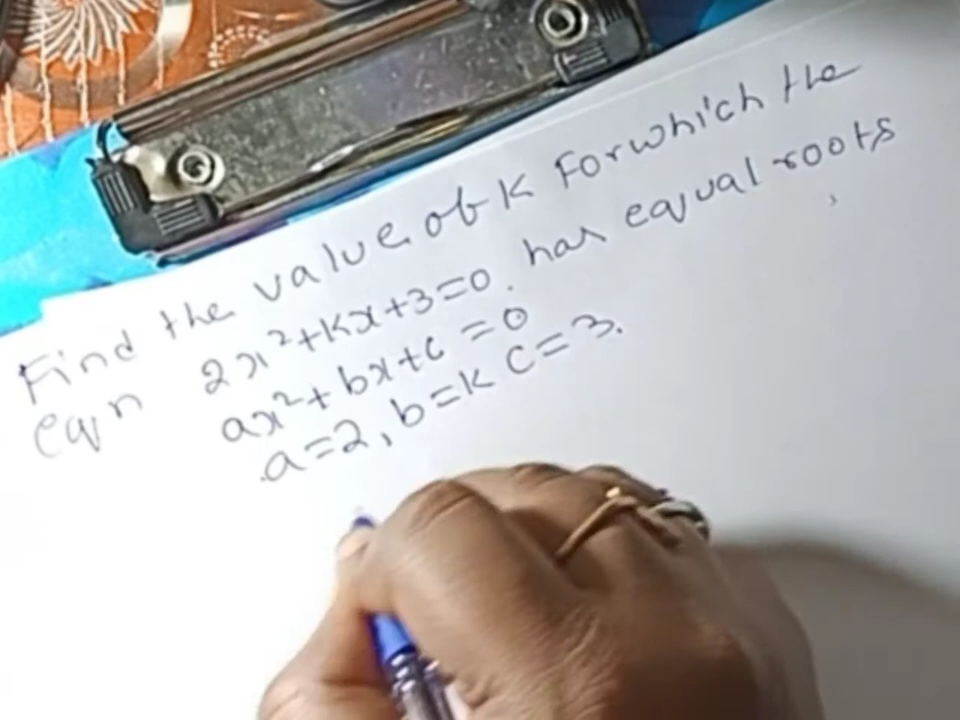 Find the value of K For which the
eqn 2x²+Kx+3=0. has equal roots
ax²+bx+c = 0
a=2, b=K C=3.